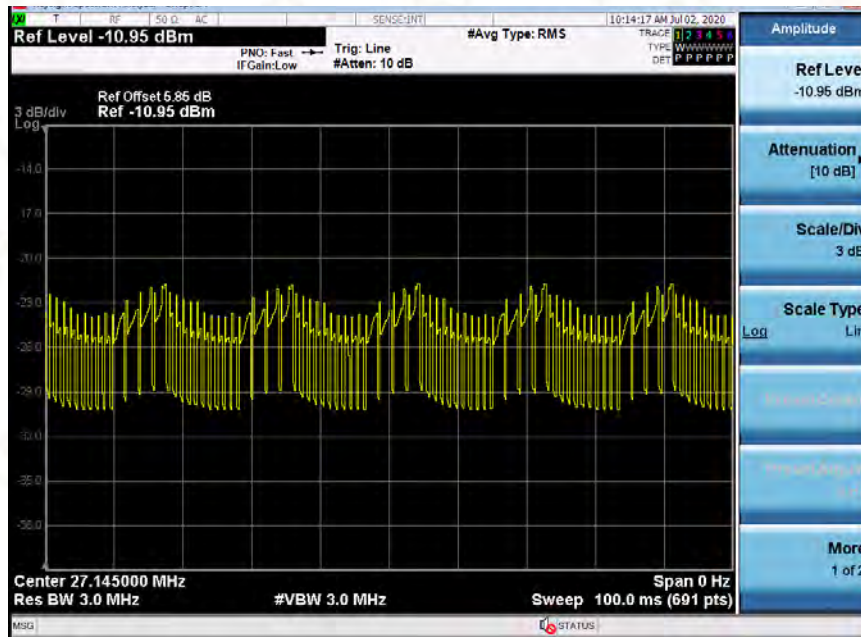 T RF 50 Ω AC SENSE:INT 10:14:17 AM Jul 02, 2020
Ref Level -10.95 dBm
PNO: Fast
IFGain:Low
Trig: Line
#Atten: 10 dB
#Avg Type: RMS
TRACE 1 2 3 4 5 6
TYPE W
DET P P P P P P
Ref Offset 5.85 dB
3 dB/div Ref -10.95 dBm
Log
-14.0
-17.0
-20.0
-23.0
-26.0
-29.0
-32.0
-35.0
-38.0
Center 27.145000 MHz Span 0 Hz
Res BW 3.0 MHz #VBW 3.0 MHz Sweep 100.0 ms (691 pts)
MSG STATUS
Amplitude
Ref Leve
-10.95 dBm
Attenuation
[10 dB]
Scale/Div
3 dB
Scale Type
Log Lin
More
1 of 2